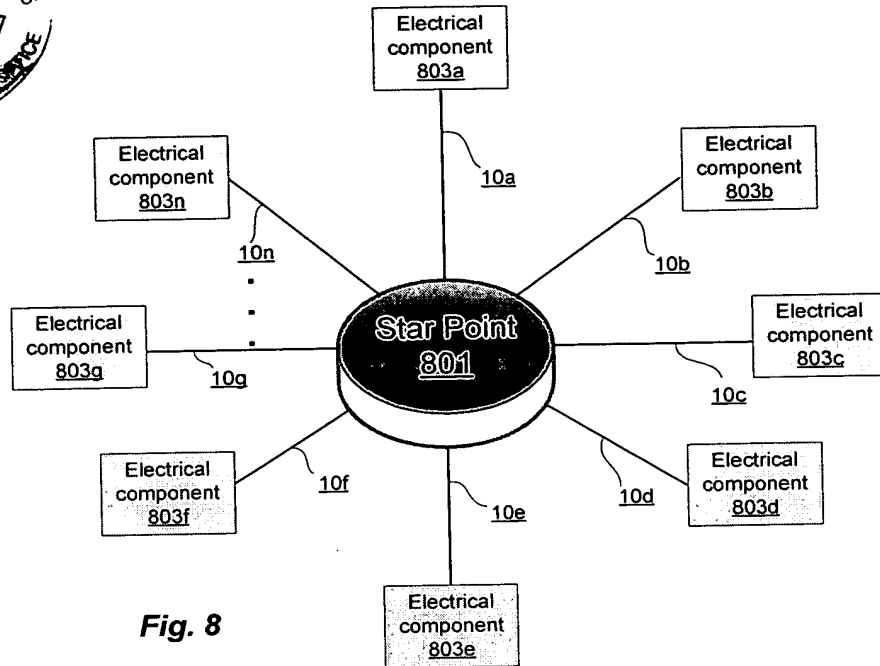 Electrical
component
803a
Electrical
component
803n
10a
Electrical
component
803b
10n
10b
Star Point
801
Electrical
component
803g
10g
Electrical
component
803c
10c
Electrical
component
803f
10f
10e
10d
Electrical
component
803d
Electrical
component
803e
Fig. 8